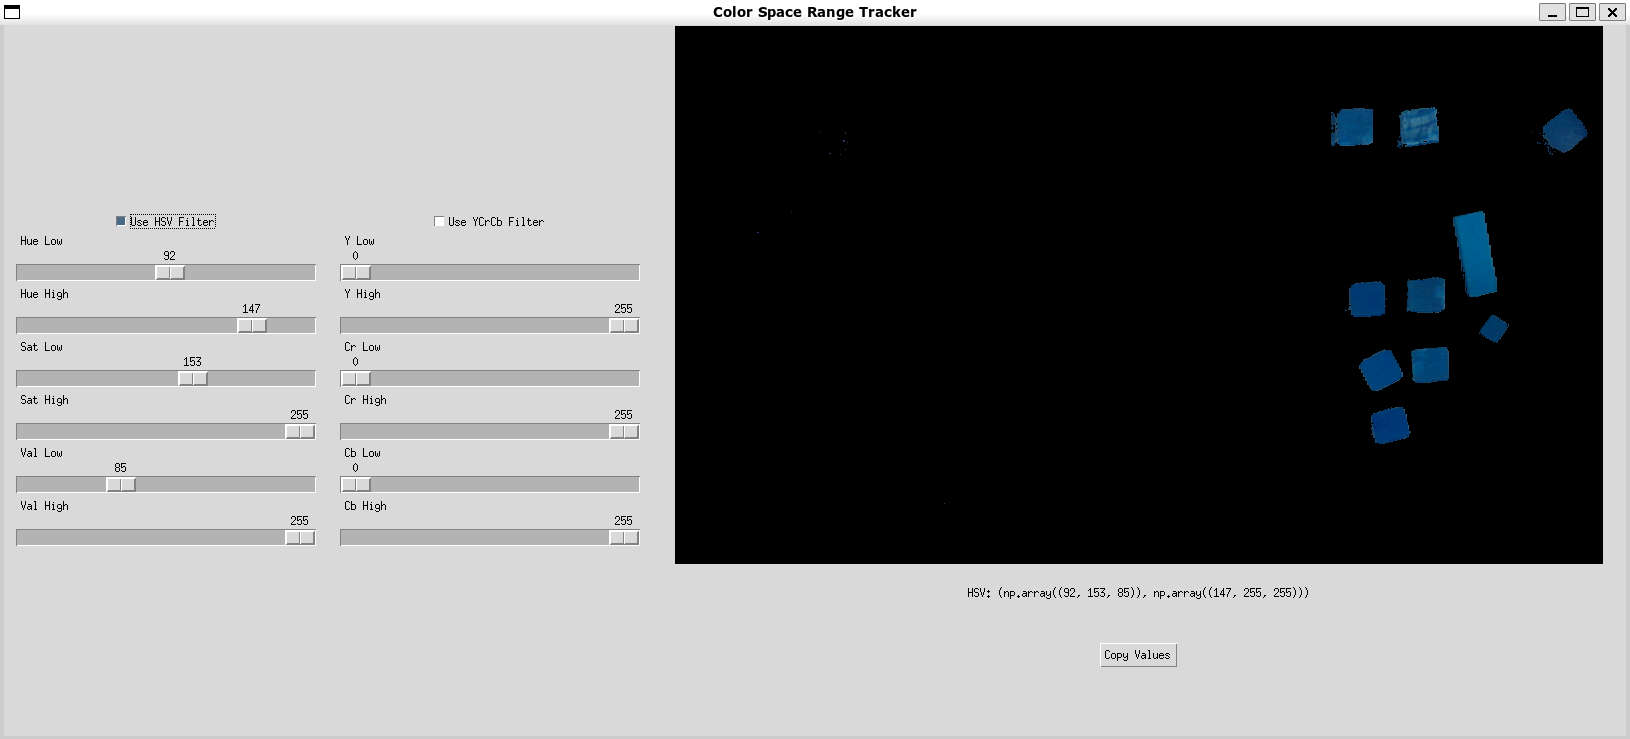 Color Space Range Tracker
Use HSV Filter
Hue Low
92
Hue High
147
Sat Low
153
Sat High
255
Val Low
85
Val High
255
Use YCrCb Filter
Y Low
0
Y High
255
Cr Low
0
Cr High
255
Cb Low
0
Cb High
255
HSV: (np.array((92, 153, 85)), np.array((147, 255, 255)))
Copy Values